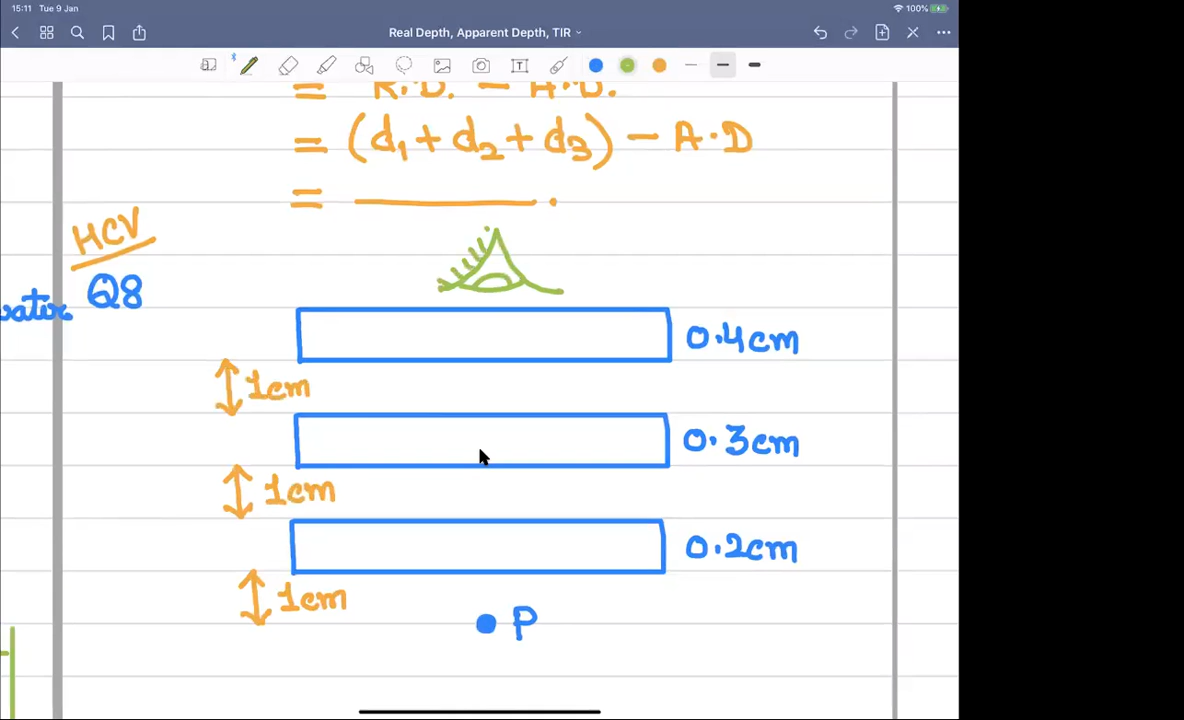 15:11 Tue 9 Jan
100%
Real Depth, Apparent Depth, TIR
= R.D. - A.D.
= (d₁ + d₂ + d₃) - A.D
= .
HCV
Q8
water
0.4cm
1cm
0.3cm
1cm
0.2cm
1cm
P